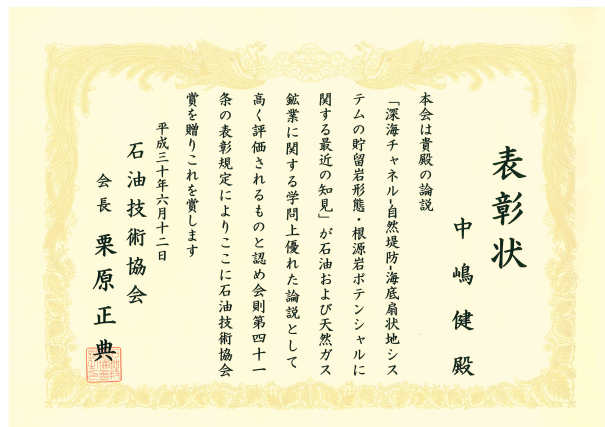 表彰状
中嶋健殿
本会は貴殿の論説
「深海チャネル-自然堤防-海底扇状地シス
テムの貯留岩形態・根源岩ポテンシャルに
関する最近の知見」が石油および天然ガス
鉱業に関する学問上優れた論説として
高く評価されるものと認め会則第四十一
条の表彰規定によりここに石油技術協会
賞を贈りこれを賞します
平成三十年六月十二日
石油技術協会
会長 栗原正典